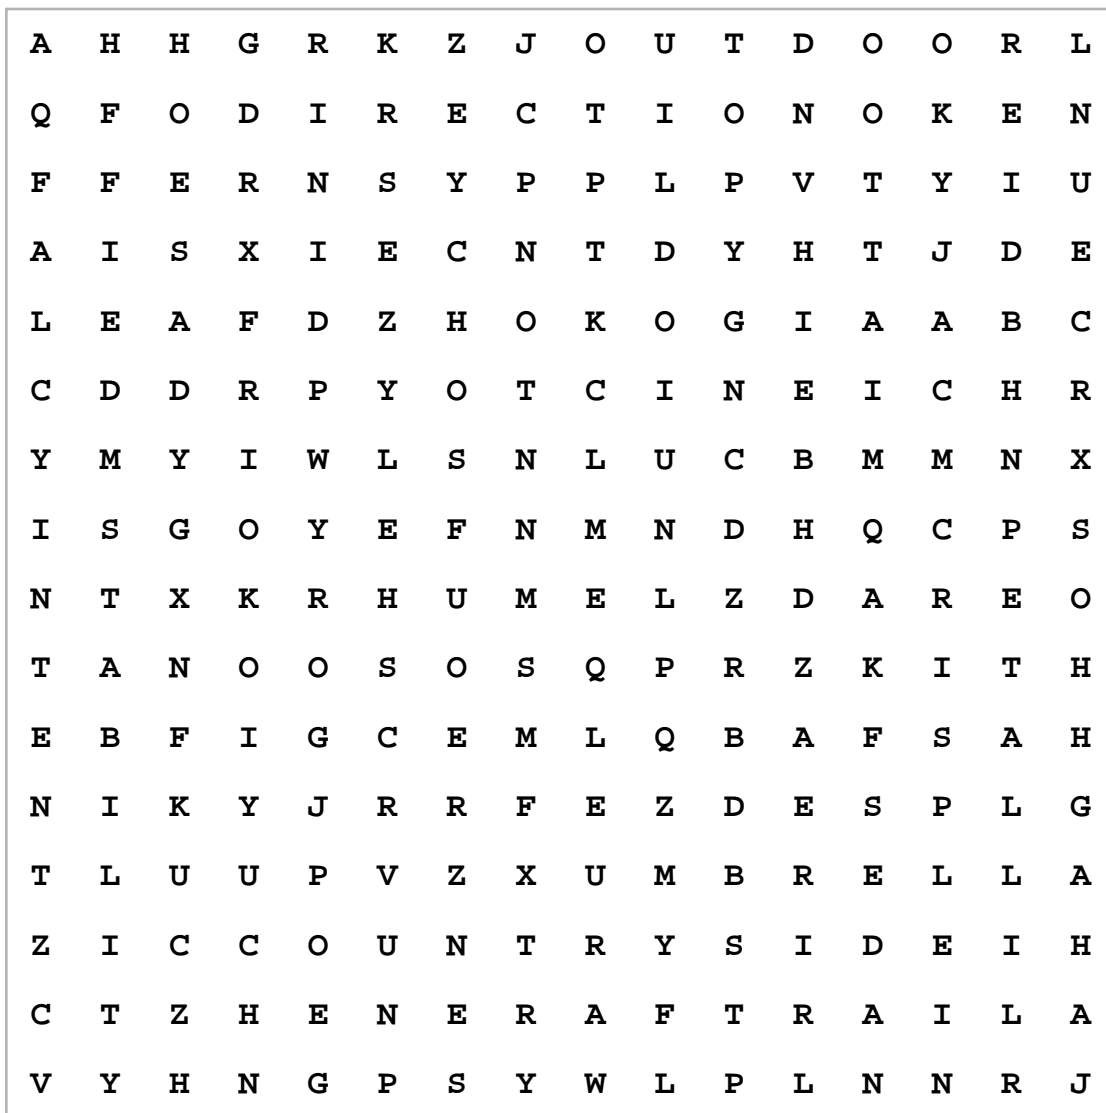 A H H G R K Z J O U T D O O R L
Q F O D I R E C T I O N O K E N
F F E R N S Y P P L P V T Y I U
A I S X I E C N T D Y H T J D E
L E A F D Z H O K O G I A A B C
C D D R P Y O T C I N E I C H R
Y M Y I W L S N L U C B M M N X
I S G O Y E F N M N D H Q C P S
N T X K R H U M E L Z D A R E O
T A N O O S O S Q P R Z K I T H
E B F I G C E M L Q B A F S A H
N I K Y J R R F E Z D E S P L G
T L U U P V Z X U M B R E L L A
Z I C C O U N T R Y S I D E I H
C T Z H E N E R A F T R A I L A
V Y H N G P S Y W L P L N N R J